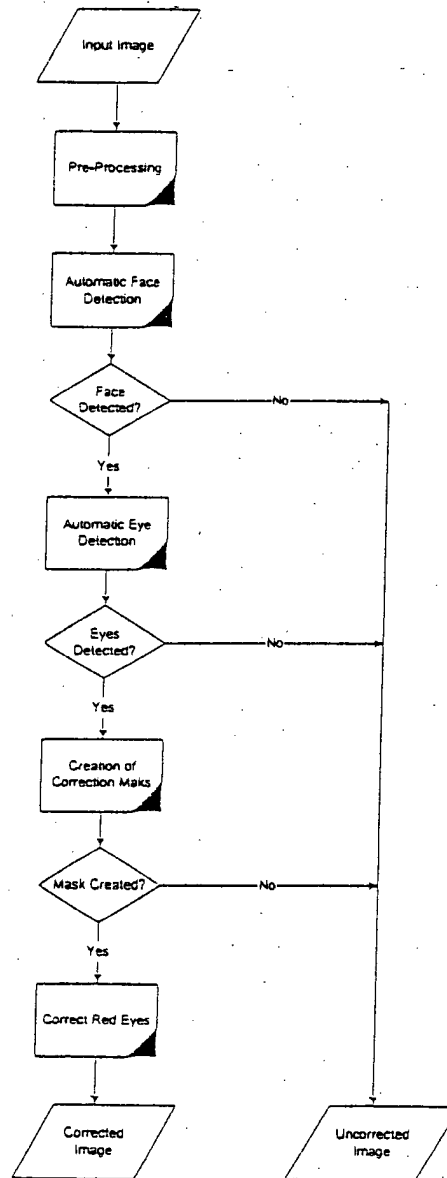 Input Image
Pre-Processing
Automatic Face
Detection
Face
Detected?
No
Yes
Automatic Eye
Detection
Eyes
Detected?
No
Yes
Creation of
Correction Maks
Mask Created?
No
Yes
Correct Red Eyes
Corrected
Image
Uncorrected
Image